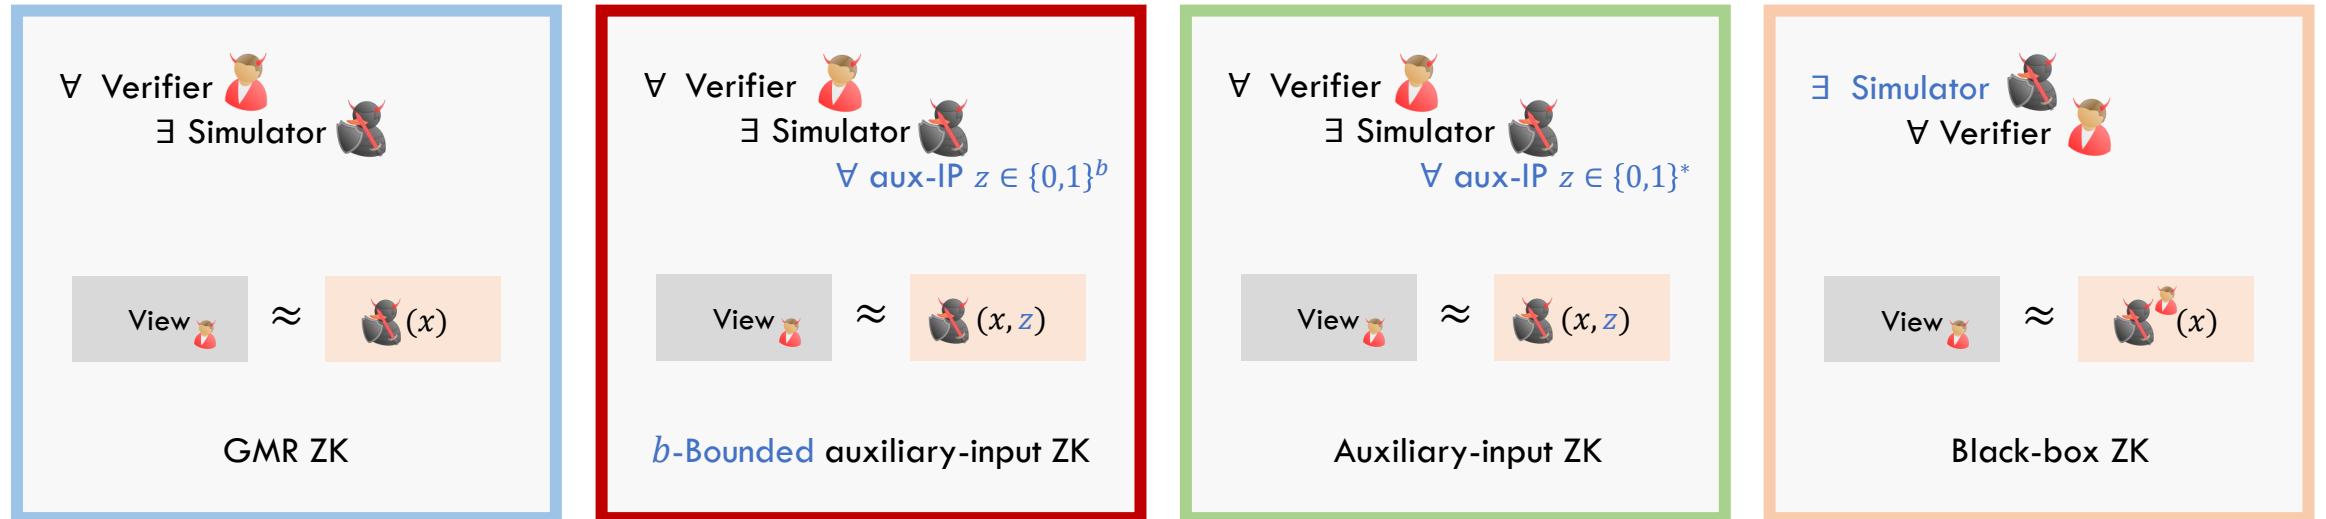 ∀ Verifier
∃ Simulator
View ≈ (x)
GMR ZK
∀ Verifier
∃ Simulator
∀ aux-IP z ∈ {0,1}ᵇ
View ≈ (x, z)
b-Bounded auxiliary-input ZK
∀ Verifier
∃ Simulator
∀ aux-IP z ∈ {0,1}*
View ≈ (x, z)
Auxiliary-input ZK
∃ Simulator
∀ Verifier
View ≈ (x)
Black-box ZK